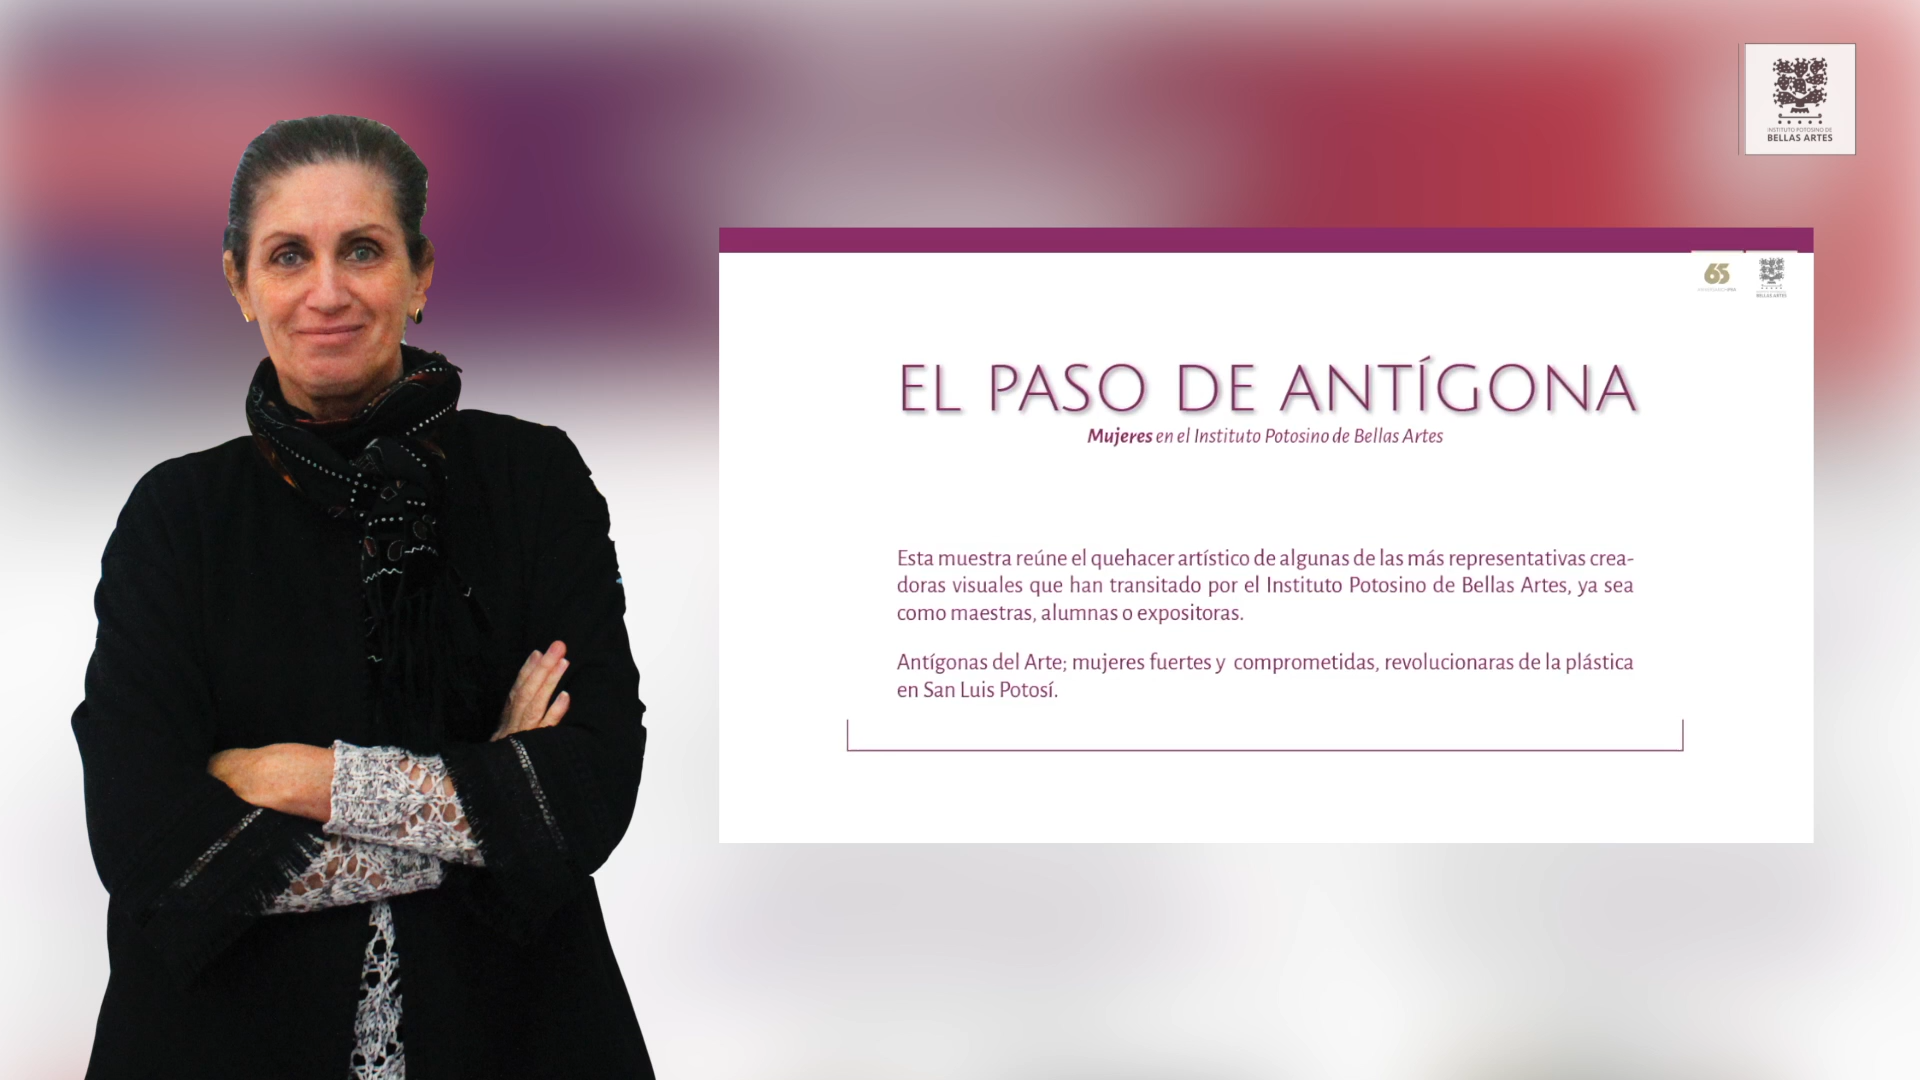 INSTITUTO POTOSINO DE
BELLAS ARTES
65
BELLAS ARTES
EL PASO DE ANTÍGONA
Mujeres en el Instituto Potosino de Bellas Artes
Esta muestra reúne el quehacer artístico de algunas de las más representativas crea-
doras visuales que han transitado por el Instituto Potosino de Bellas Artes, ya sea
como maestras, alumnas o expositoras.
Antígonas del Arte; mujeres fuertes y comprometidas, revolucionaras de la plástica
en San Luis Potosí.